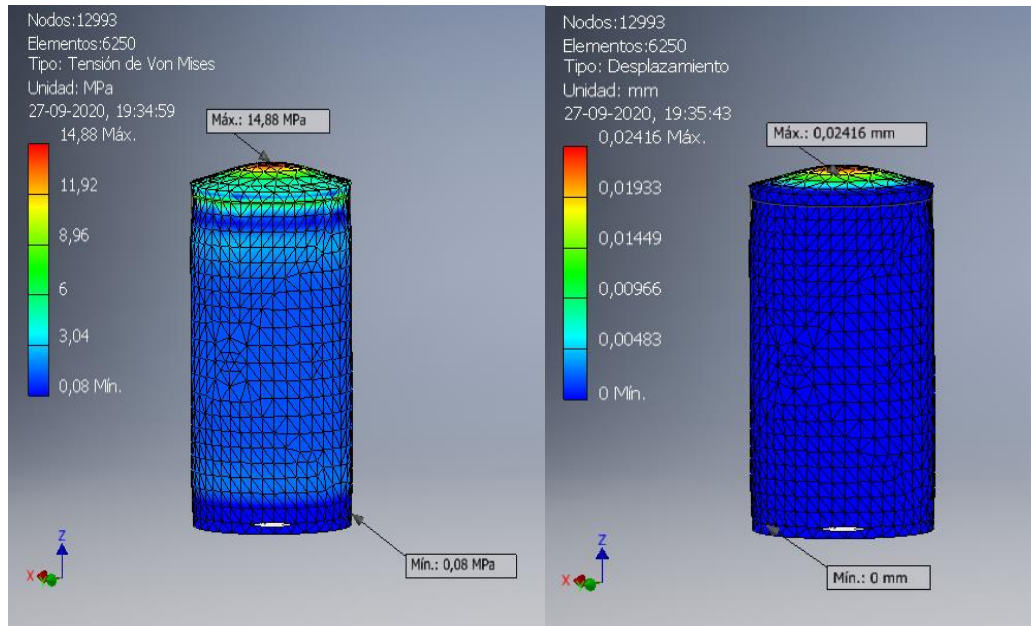 Nodos:12993
Elementos:6250
Tipo: Tensión de Von Mises
Unidad: MPa
27-09-2020, 19:34:59
14,88 Máx.
Máx.: 14,88 MPa
11,92
8,96
6
3,04
0,08 Mín.
Mín.: 0,08 MPa
Z
X
Nodos:12993
Elementos:6250
Tipo: Desplazamiento
Unidad: mm
27-09-2020, 19:35:43
0,02416 Máx.
Máx.: 0,02416 mm
0,01933
0,01449
0,00966
0,00483
0 Mín.
Mín.: 0 mm
Z
X